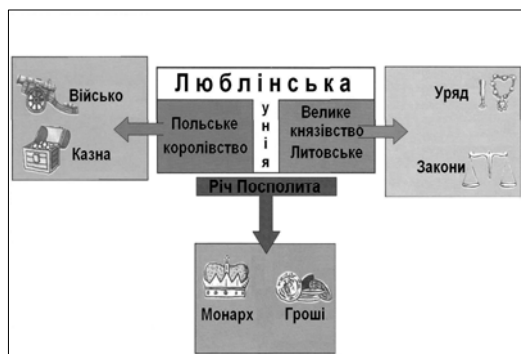 Люблінська
унія
Військо
Казна
Польське
королівство
Велике
князівство
Литовське
Уряд
Закони
Річ Посполита
Монарх
Гроші